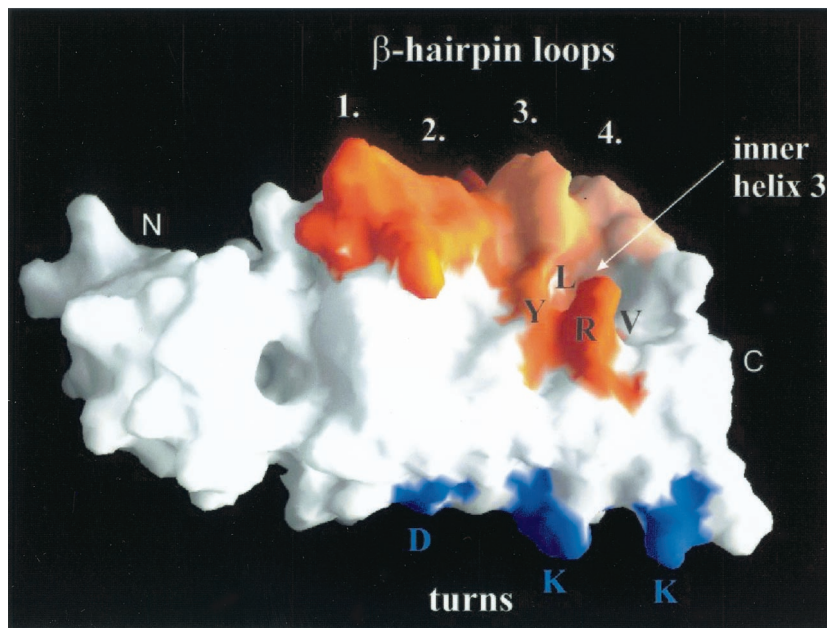 β-hairpin loops
1.
2.
3.
4.
inner
helix 3
N
L
Y
R
V
C
D
K
K
turns